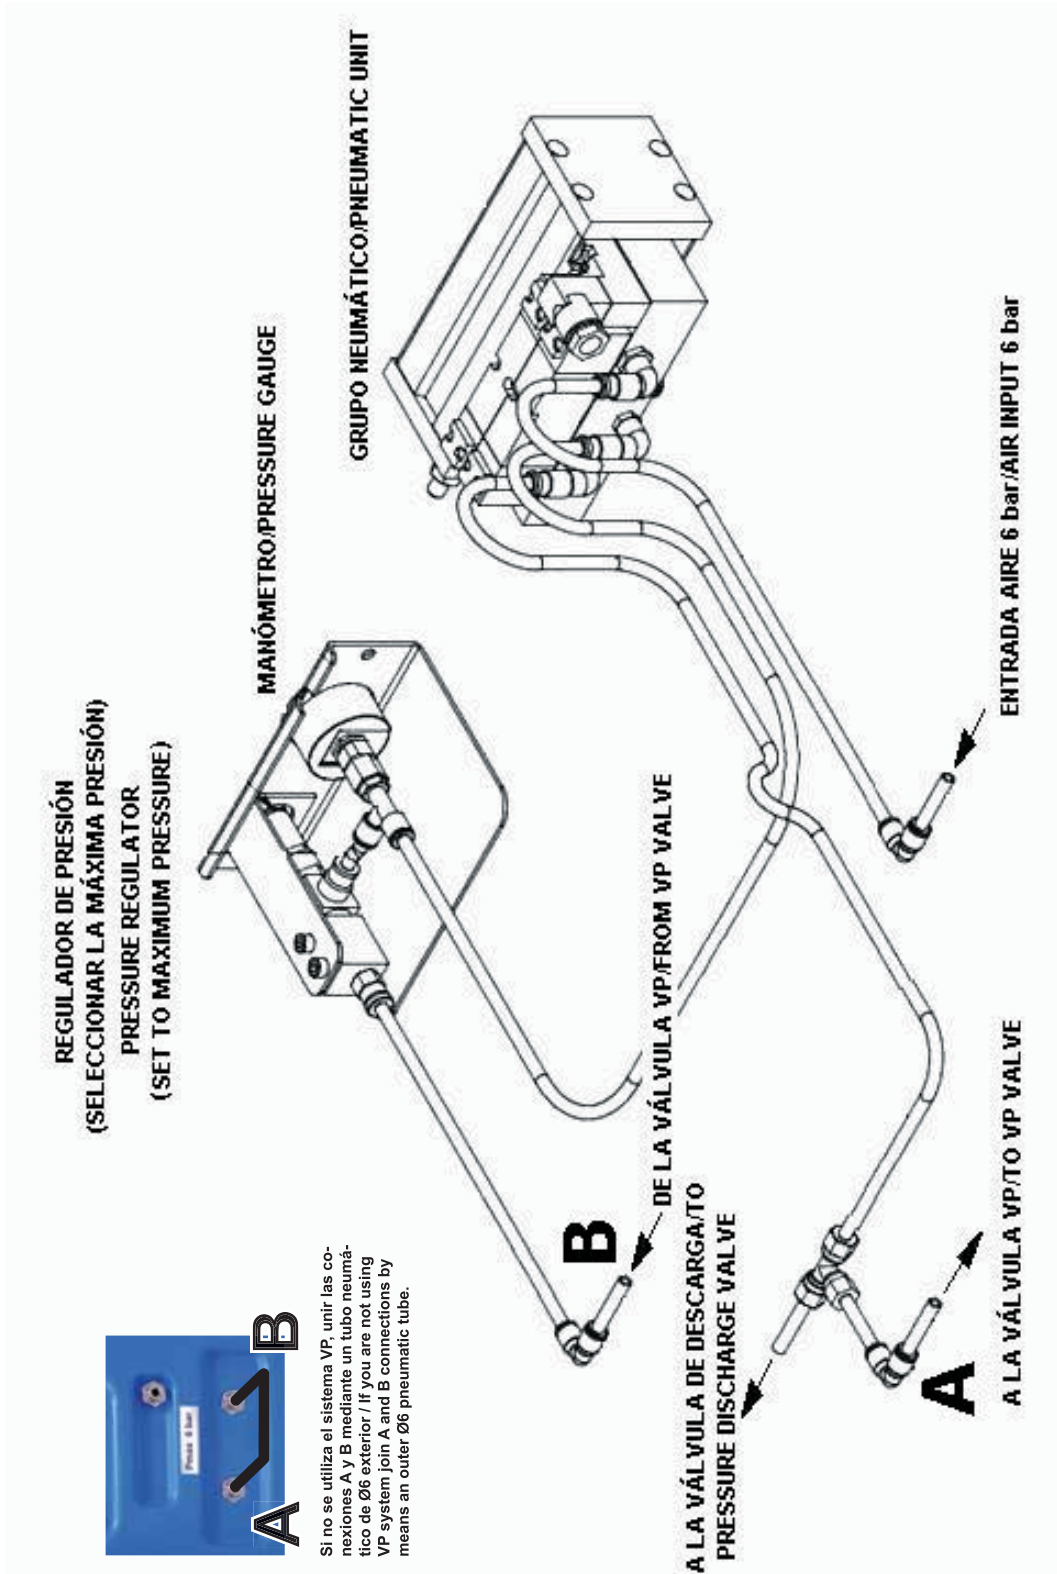 REGULADOR DE PRESIÓN
(SELECCIONAR LA MÁXIMA PRESIÓN)
PRESSURE REGULATOR
(SET TO MAXIMUM PRESSURE)
MANÓMETRO/PRESSURE GAUGE
GRUPO NEUMÁTICO/PNEUMATIC UNIT
Pmax 6 bar
A
B
Si no se utiliza el sistema VP, unir las co-
nexiones A y B mediante un tubo neumá-
tico de Ø6 exterior / If you are not using
VP system join A and B connections by
means an outer Ø6 pneumatic tube.
B
DE LA VÁLVULA VP/FROM VP VALVE
A LA VÁLVULA DE DESCARGA/TO
PRESSURE DISCHARGE VALVE
A
A LA VÁLVULA VP/TO VP VALVE
ENTRADA AIRE 6 bar/AIR INPUT 6 bar